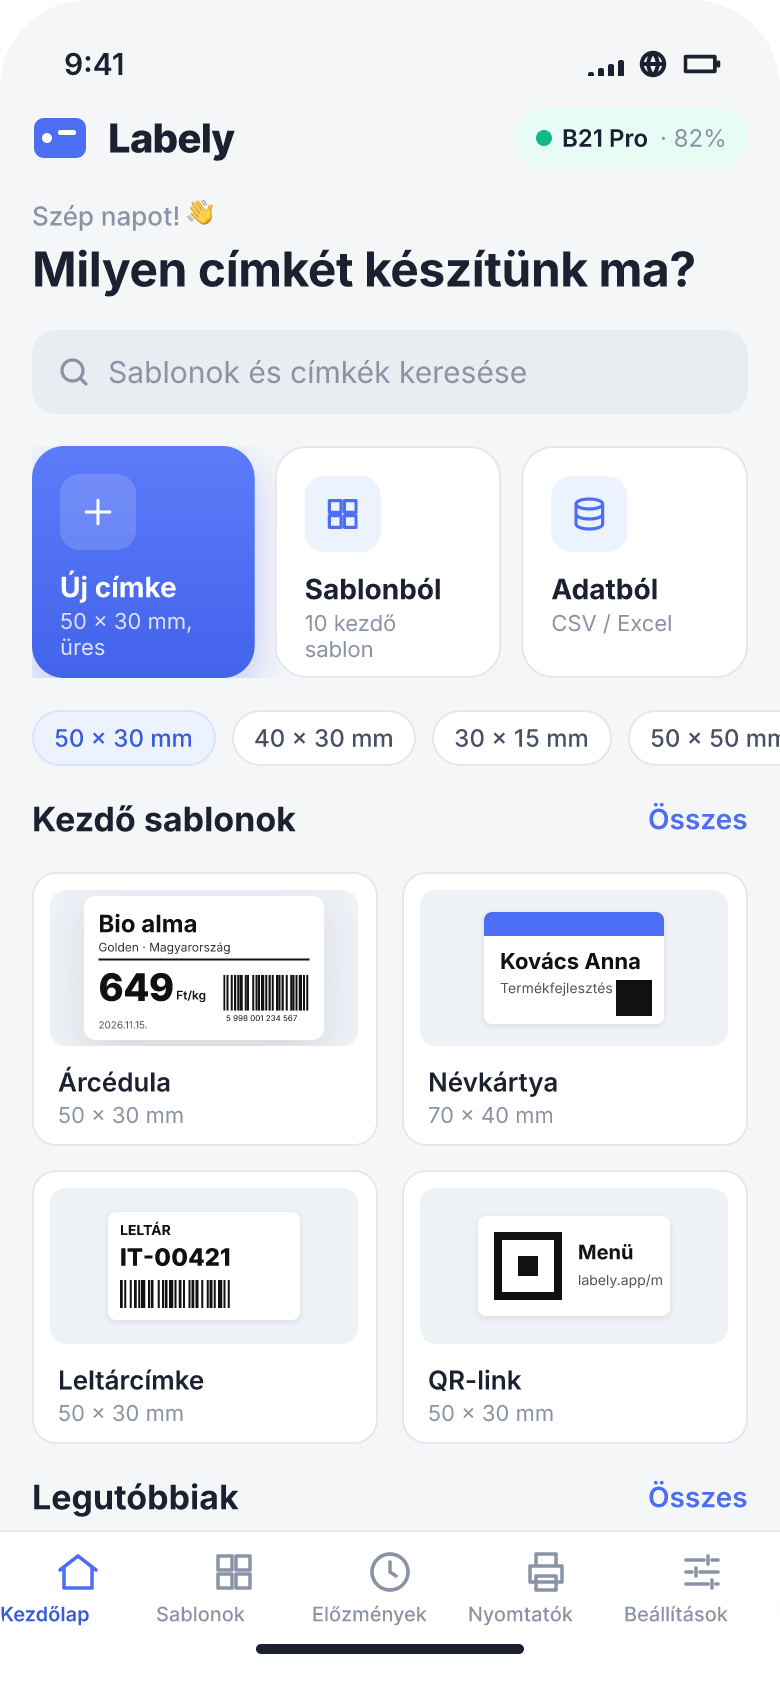 9:41
Labely
B21 Pro · 82%
Szép napot! 👋
Milyen címkét készítünk ma?
Sablonok és címkék keresése
Új címke
50 × 30 mm,
üres
Sablonból
10 kezdő
sablon
Adatból
CSV / Excel
50 × 30 mm
40 × 30 mm
30 × 15 mm
50 × 50 mm
Kezdő sablonok
Összes
Bio alma
Golden · Magyarország
649 Ft/kg
5 998 001 234 567
2026.11.15.
Árcédula
50 × 30 mm
Kovács Anna
Termékfejlesztés
Névkártya
70 × 40 mm
LELTÁR
IT-00421
Leltárcímke
50 × 30 mm
Menü
labely.app/m
QR-link
50 × 30 mm
Legutóbbiak
Összes
Kezdőlap
Sablonok
Előzmények
Nyomtatók
Beállítások